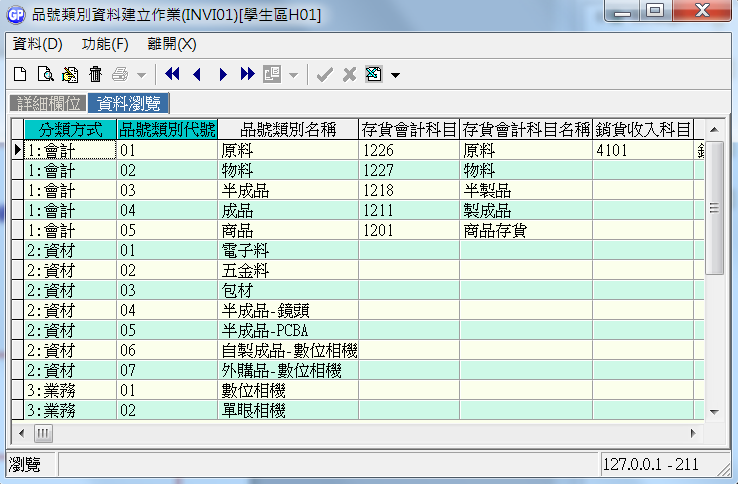 GP 品號類別資料建立作業(INVI01)[學生區H01]
資料(D) 功能(F) 離開(X)
詳細欄位 資料瀏覽
分類方式 品號類別代號 品號類別名稱 存貨會計科目 存貨會計科目名稱 銷貨收入科目
1:會計 01 原料 1226 原料 4101
1:會計 02 物料 1227 物料
1:會計 03 半成品 1218 半製品
1:會計 04 成品 1211 製成品
1:會計 05 商品 1201 商品存貨
2:資材 01 電子料
2:資材 02 五金料
2:資材 03 包材
2:資材 04 半成品-鏡頭
2:資材 05 半成品-PCBA
2:資材 06 自製成品-數位相機
2:資材 07 外購品-數位相機
3:業務 01 數位相機
3:業務 02 單眼相機
瀏覽 127.0.0.1 - 211